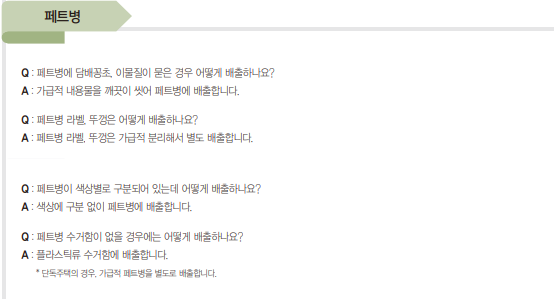 페트병
Q : 페트병에 담배꽁초, 이물질이 묻은 경우 어떻게 배출하나요?
A : 가급적 내용물을 깨끗이 씻어 페트병에 배출합니다.
Q : 페트병 라벨, 뚜껑은 어떻게 배출하나요?
A : 페트병 라벨, 뚜껑은 가급적 분리해서 별도 배출합니다.
Q : 페트병이 색상별로 구분되어 있는데 어떻게 배출하나요?
A : 색상에 구분 없이 페트병에 배출합니다.
Q : 페트병 수거함이 없을 경우에는 어떻게 배출하나요?
A : 플라스틱류 수거함에 배출합니다.
* 단독주택의 경우, 가급적 페트병을 별도로 배출합니다.